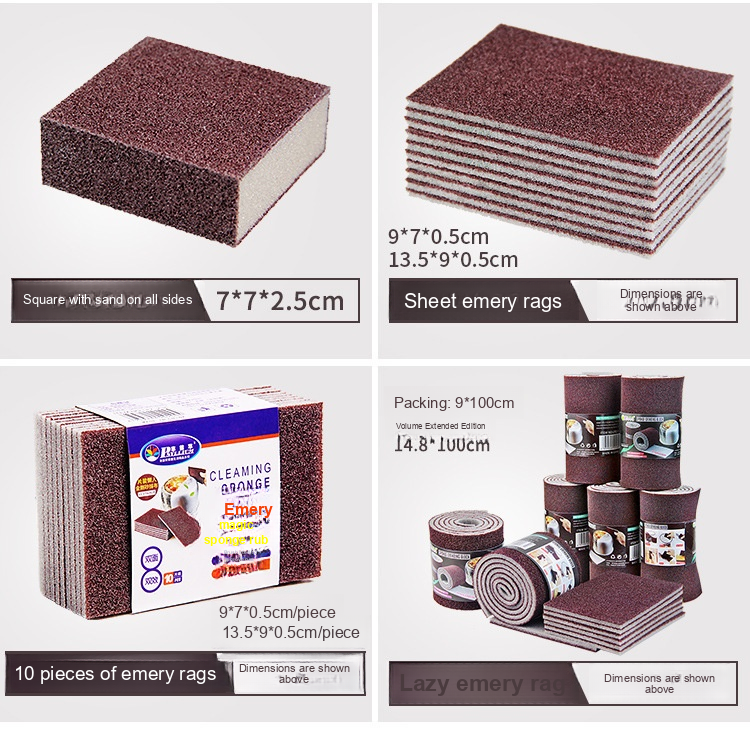 Square with sand on all sides
7*7*2.5cm
9*7*0.5cm
13.5*9*0.5cm
Sheet emery rags
Dimensions are
shown above
CLEAMING
Emery
magic
sponge rub
10
9*7*0.5cm/piece
13.5*9*0.5cm/piece
10 pieces of emery rags
Dimensions are shown
above
Packing: 9*100cm
Volume Extended Edition
14.8*100cm
Lazy emery rag
Dimensions are shown
above